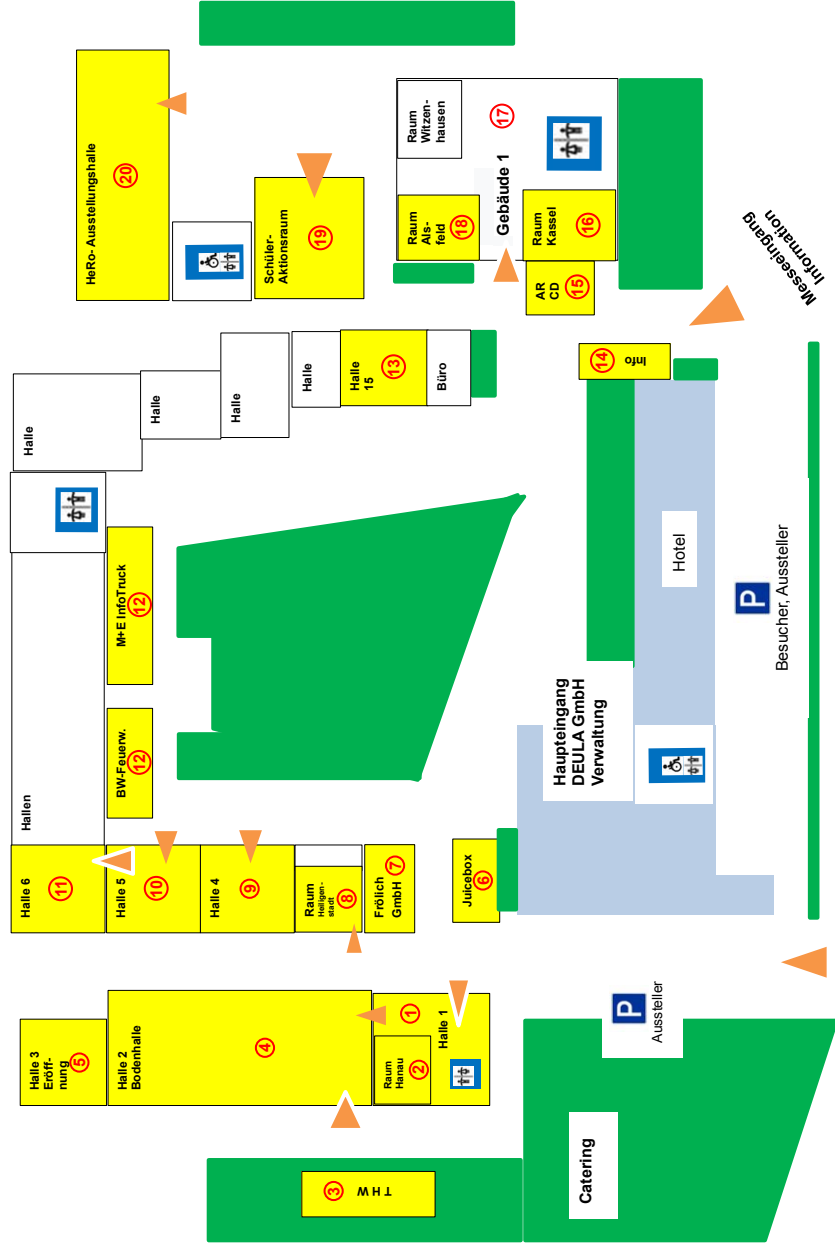 HeRo- Ausstellungshalle
20
Schüler-
Aktionsraum
19
Raum
Witzen-
hausen
17
Gebäude 1
Raum
Als-
feld
18
Raum
Kassel
16
AR
CD
15
Messeeingang
Information
Info
14
Halle
Halle
Halle
Halle
Halle
15
13
Büro
M+E InfoTruck
12
BW-Feuerw.
12
Hallen
Halle 6
11
Halle 5
10
Halle 4
9
Raum
Heiligen-
stadt
8
Frölich
GmbH
7
Juicebox
6
Haupteingang
DEULA GmbH
Verwaltung
Hotel
P
Besucher, Aussteller
Halle 3
Eröff-
nung
5
Halle 2
Bodenhalle
4
1
Halle 1
Raum
Hanau
2
P
Aussteller
THW
3
Catering